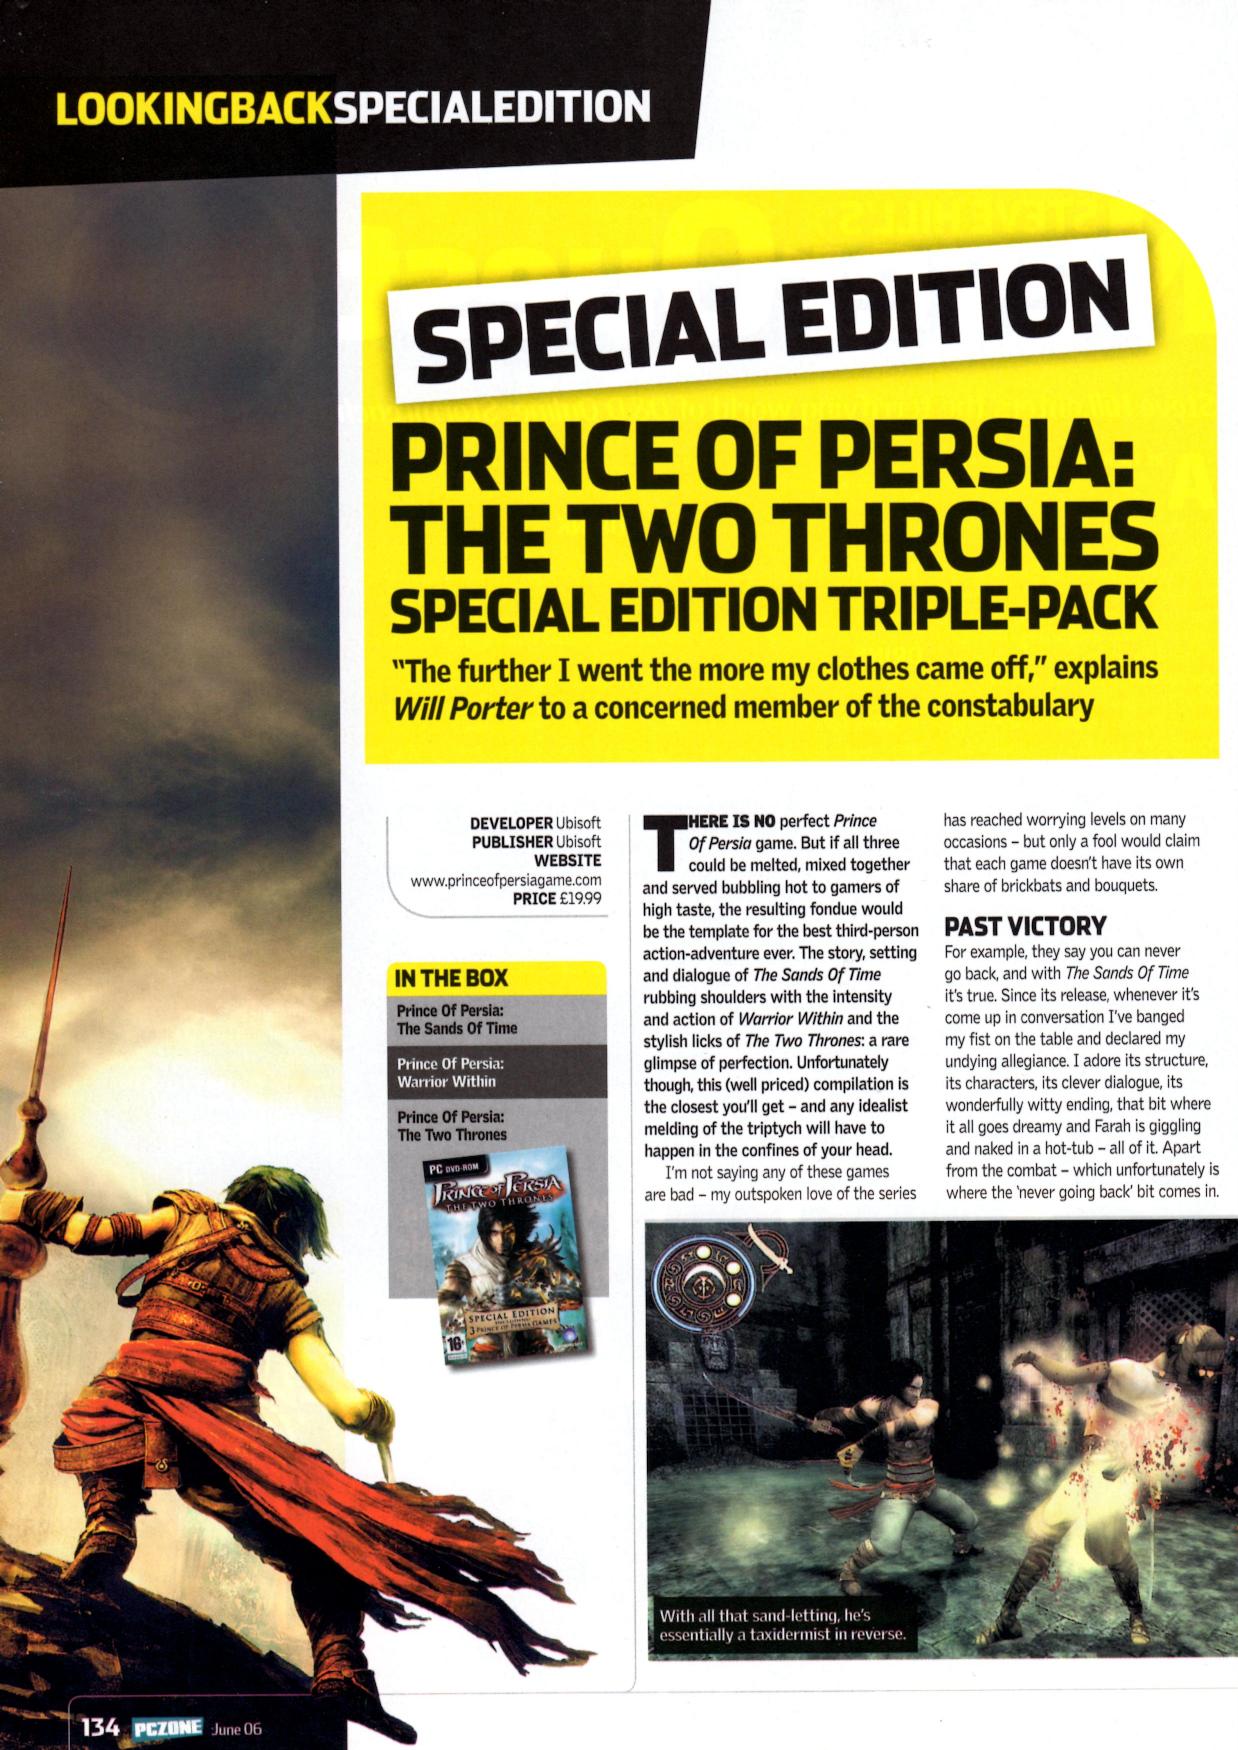 LOOKINGBACKSPECIALEDITION
SPECIAL EDITION
PRINCE OF PERSIA:
THE TWO THRONES
SPECIAL EDITION TRIPLE-PACK
"The further I went the more my clothes came off," explains
Will Porter to a concerned member of the constabulary
DEVELOPER Ubisoft
PUBLISHER Ubisoft
WEBSITE
www.princeofpersiagame.com
PRICE £19.99
IN THE BOX
Prince Of Persia:
The Sands Of Time
Prince Of Persia:
Warrior Within
Prince Of Persia:
The Two Thrones
PC DVD-ROM
PRINCE OF PERSIA
THE TWO THRONES
SPECIAL EDITION
3 PRINCE OF PERSIA GAMES
16+
THERE IS NO perfect Prince
Of Persia game. But if all three
could be melted, mixed together
and served bubbling hot to gamers of
high taste, the resulting fondue would
be the template for the best third-person
action-adventure ever. The story, setting
and dialogue of The Sands Of Time
rubbing shoulders with the intensity
and action of Warrior Within and the
stylish licks of The Two Thrones: a rare
glimpse of perfection. Unfortunately
though, this (well priced) compilation is
the closest you'll get – and any idealist
melding of the triptych will have to
happen in the confines of your head.
I'm not saying any of these games
are bad – my outspoken love of the series
has reached worrying levels on many
occasions – but only a fool would claim
that each game doesn't have its own
share of brickbats and bouquets.
PAST VICTORY
For example, they say you can never
go back, and with The Sands Of Time
it's true. Since its release, whenever it's
come up in conversation I've banged
my fist on the table and declared my
undying allegiance. I adore its structure,
its characters, its clever dialogue, its
wonderfully witty ending, that bit where
it all goes dreamy and Farah is giggling
and naked in a hot-tub – all of it. Apart
from the combat – which unfortunately is
where the 'never going back' bit comes in.
With all that sand-letting, he's
essentially a taxidermist in reverse.
134 PCZONE June 06